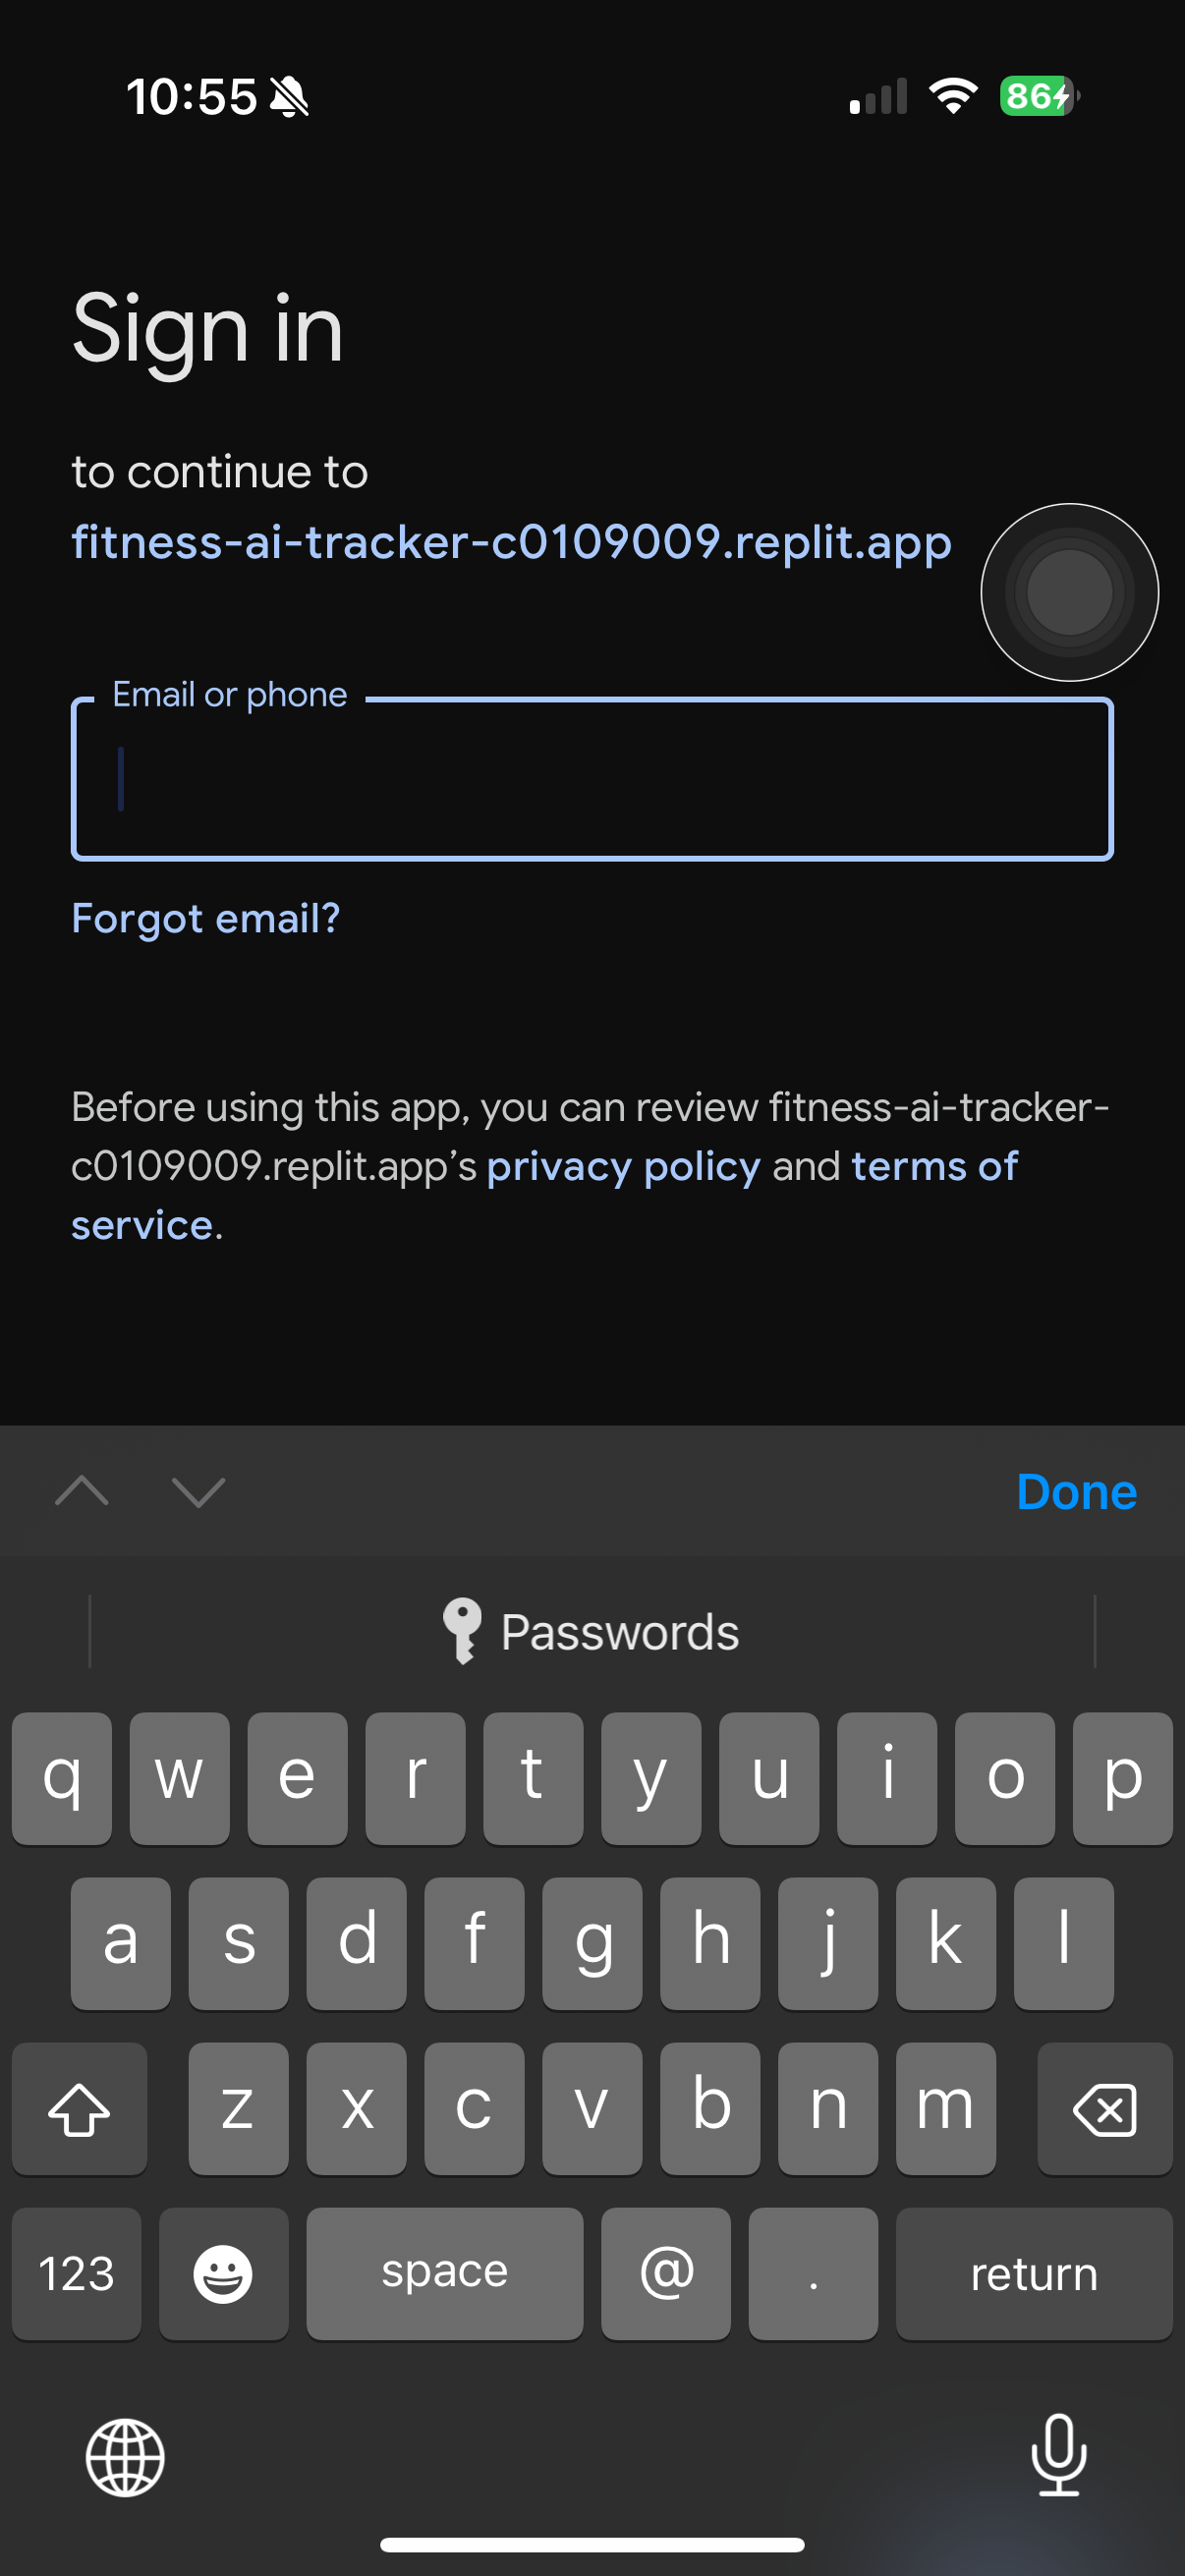 10:55
86
Sign in
to continue to
fitness-ai-tracker-c0109009.replit.app
Email or phone
Forgot email?
Before using this app, you can review fitness-ai-tracker-
c0109009.replit.app’s privacy policy and terms of
service.
Done
Passwords
q w e r t y u i o p
a s d f g h j k l
z x c v b n m
123 space @ . return